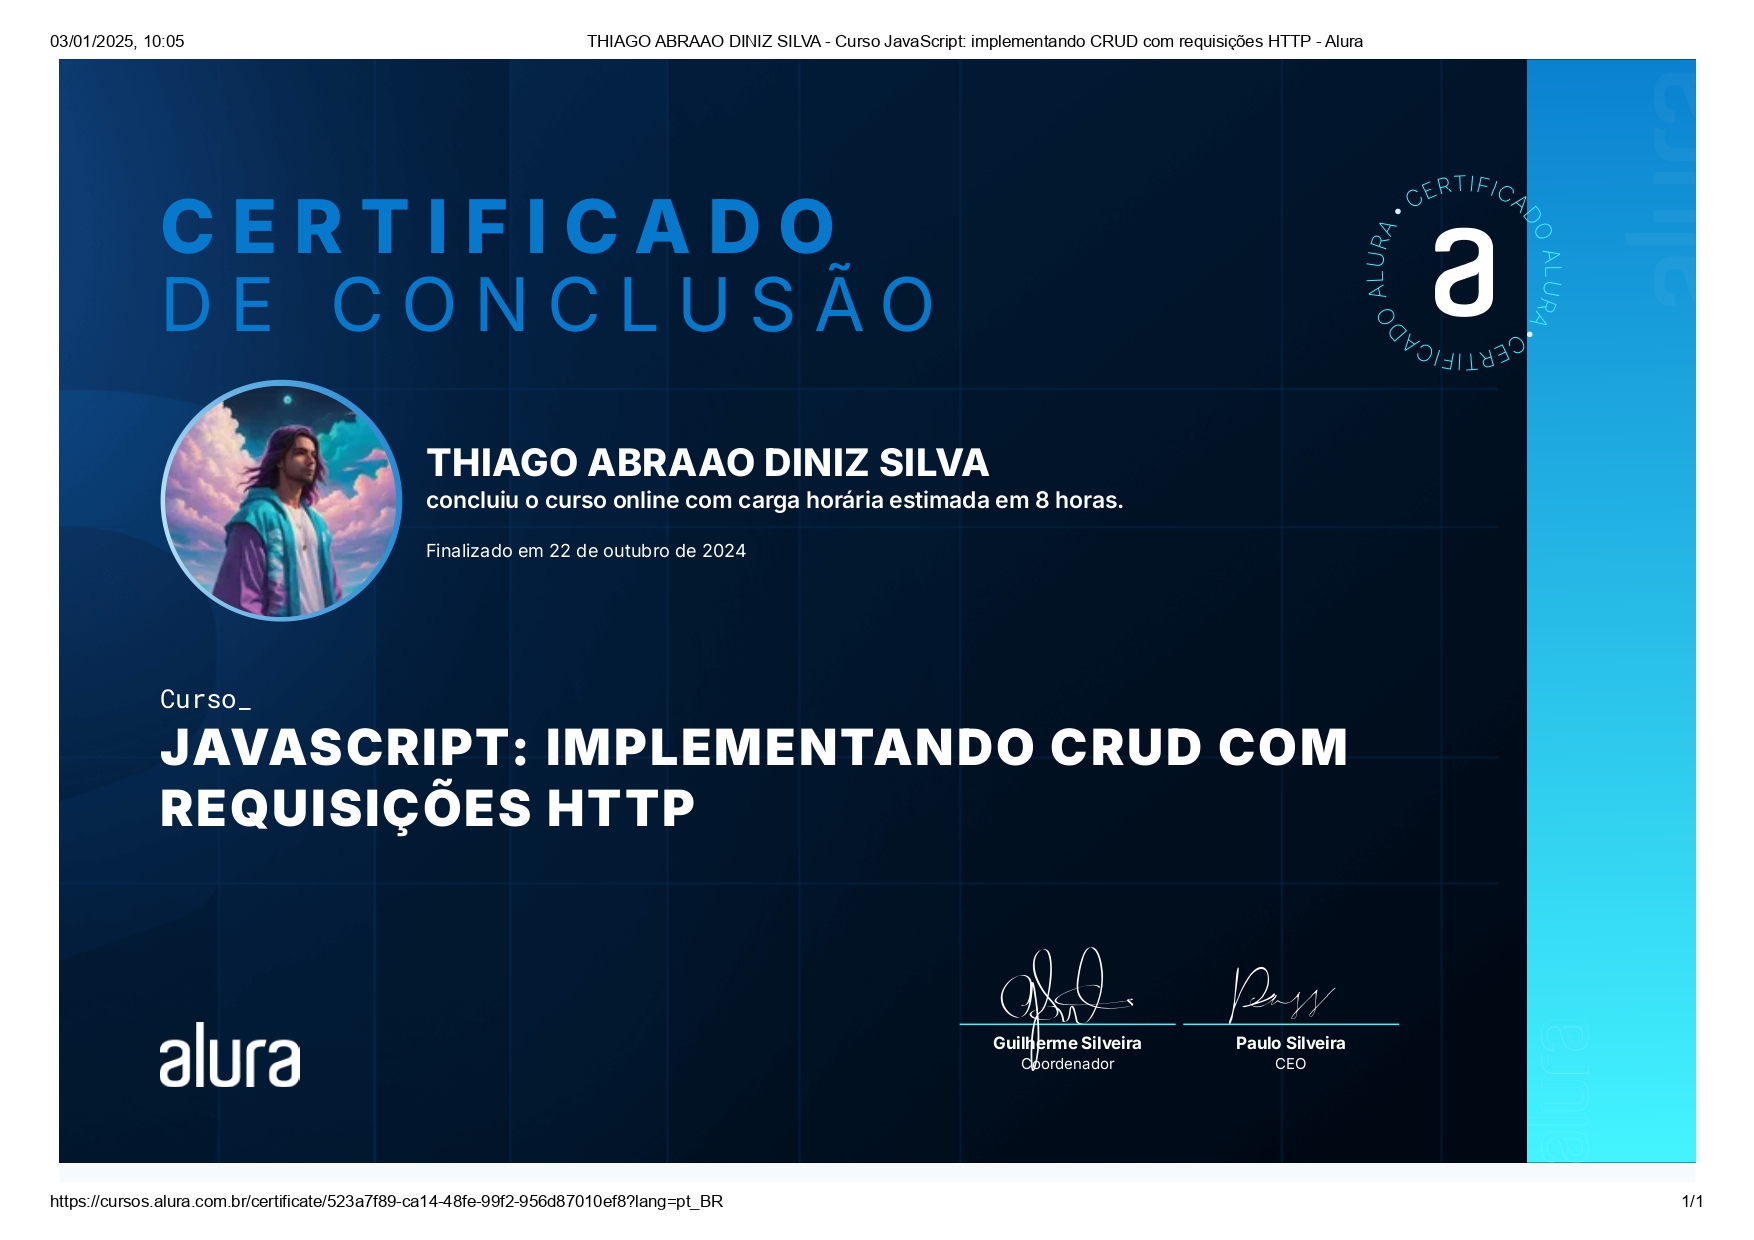 03/01/2025, 10:05
THIAGO ABRAAO DINIZ SILVA - Curso JavaScript: implementando CRUD com requisições HTTP - Alura
CERTIFICADO
DE CONCLUSÃO
CERTIFICADO ALURA • CERTIFICADO ALURA •
a
alura
THIAGO ABRAAO DINIZ SILVA
concluiu o curso online com carga horária estimada em 8 horas.
Finalizado em 22 de outubro de 2024
Curso_
JAVASCRIPT: IMPLEMENTANDO CRUD COM
REQUISIÇÕES HTTP
alura
Guilherme Silveira
Coordenador
Paulo Silveira
CEO
alura
https://cursos.alura.com.br/certificate/523a7f89-ca14-48fe-99f2-956d87010ef8?lang=pt_BR
1/1